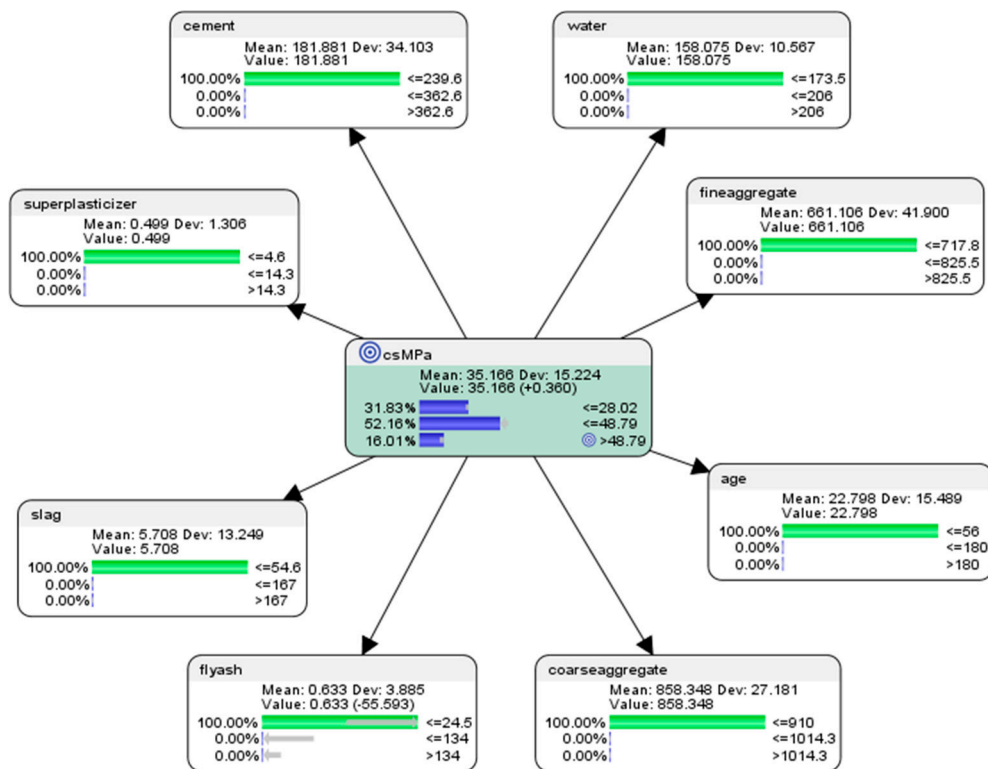 cement
Mean: 181.881 Dev: 34.103
Value: 181.881
100.00% <=239.6
0.00% <=362.6
0.00% >362.6
water
Mean: 158.075 Dev: 10.567
Value: 158.075
100.00% <=173.5
0.00% <=206
0.00% >206
superplasticizer
Mean: 0.499 Dev: 1.306
Value: 0.499
100.00% <=4.6
0.00% <=14.3
0.00% >14.3
fineaggregate
Mean: 661.106 Dev: 41.900
Value: 661.106
100.00% <=717.8
0.00% <=825.5
0.00% >825.5
csMPa
Mean: 35.166 Dev: 15.224
Value: 35.166 (+0.360)
31.83% <=28.02
52.16% <=48.79
16.01% >48.79
slag
Mean: 5.708 Dev: 13.249
Value: 5.708
100.00% <=54.6
0.00% <=167
0.00% >167
age
Mean: 22.798 Dev: 15.489
Value: 22.798
100.00% <=56
0.00% <=180
0.00% >180
flyash
Mean: 0.633 Dev: 3.885
Value: 0.633 (-55.593)
100.00% <=24.5
0.00% <=134
0.00% >134
coarseaggregate
Mean: 858.348 Dev: 27.181
Value: 858.348
100.00% <=910
0.00% <=1014.3
0.00% >1014.3